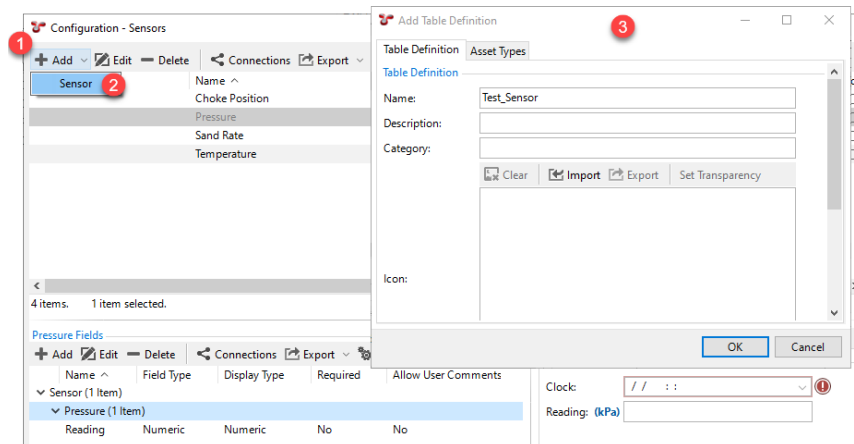 Configuration - Sensors
1
Add Edit Delete Connections Export
Sensor 2
Name
Choke Position
Pressure
Sand Rate
Temperature
4 items. 1 item selected.
Pressure Fields
Add Edit Delete Connections Export
Name Field Type Display Type Required Allow User Comments
Sensor (1 Item)
Pressure (1 Item)
Reading Numeric Numeric No No
Add Table Definition
3
Table Definition Asset Types
Table Definition
Name: Test_Sensor
Description:
Category:
Clear Import Export Set Transparency
Icon:
OK Cancel
Clock: / / : :
Reading: (kPa)